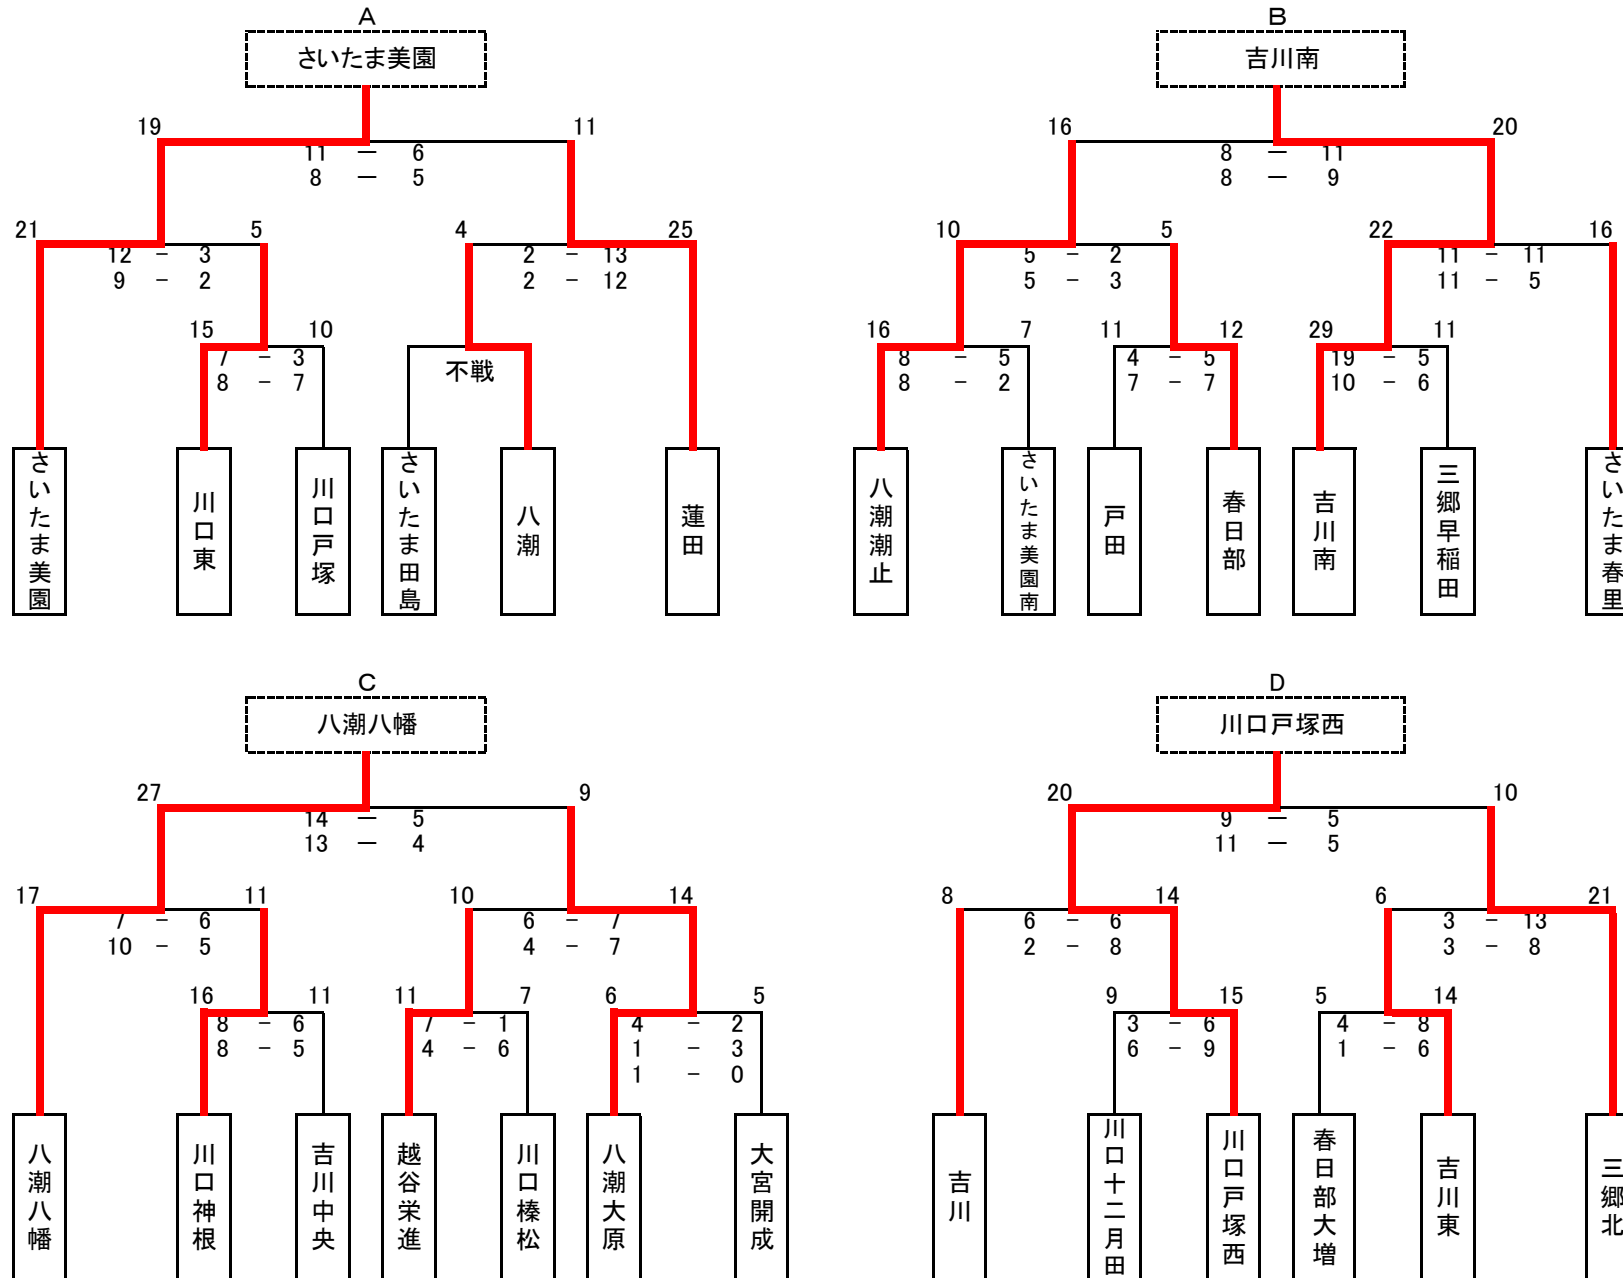 A
さいたま美園
19 11
11 ― 6
8 ― 5
21 5 4 25
12 － 3 2 － 13
9 － 2 2 － 12
15 10
7 － 3 不戦
8 － 7
さいたま美園
川口東
川口戸塚
さいたま田島
八潮
蓮田
B
吉川南
16 20
8 ― 11
8 ― 9
10 5 22 16
5 － 2 11 － 11
5 － 3 11 － 5
16 7 11 12 29 11
8 － 5 4 － 5 19 － 5
8 － 2 7 － 7 10 － 6
八潮潮止
さいたま美園南
戸田
春日部
吉川南
三郷早稲田
さいたま春里
C
八潮八幡
27 9
14 ― 5
13 ― 4
17 11 10 14
7 － 6 6 － 7
10 － 5 4 － 7
16 11 11 7 6 5
8 － 6 7 － 1 4 － 2
8 － 5 4 － 6 1 － 3
1 － 0
八潮八幡
川口神根
吉川中央
越谷栄進
川口榛松
八潮大原
大宮開成
D
川口戸塚西
20 10
9 ― 5
11 ― 5
8 14 6 21
6 － 6 3 － 13
2 － 8 3 － 8
9 15 5 14
3 － 6 4 － 8
6 － 9 1 － 6
吉川
川口十二月田
川口戸塚西
春日部大増
吉川東
三郷北